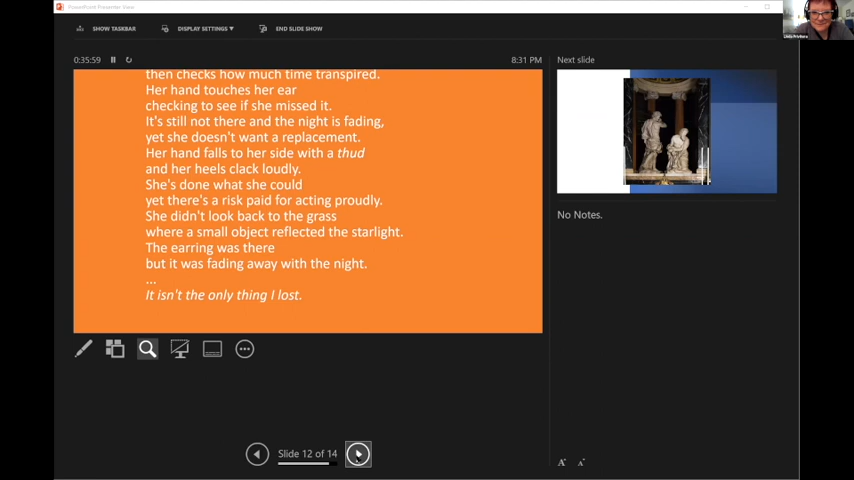 PowerPoint Presenter View
SHOW TASKBAR
DISPLAY SETTINGS ▼
END SLIDE SHOW
0:35:59
8:31 PM
then checks how much time transpired.
Her hand touches her ear
checking to see if she missed it.
It's still not there and the night is fading,
yet she doesn't want a replacement.
Her hand falls to her side with a thud
and her heels clack loudly.
She's done what she could
yet there's a risk paid for acting proudly.
She didn't look back to the grass
where a small object reflected the starlight.
The earring was there
but it was fading away with the night.
...
It isn't the only thing I lost.
Slide 12 of 14
Next slide
No Notes.
A A